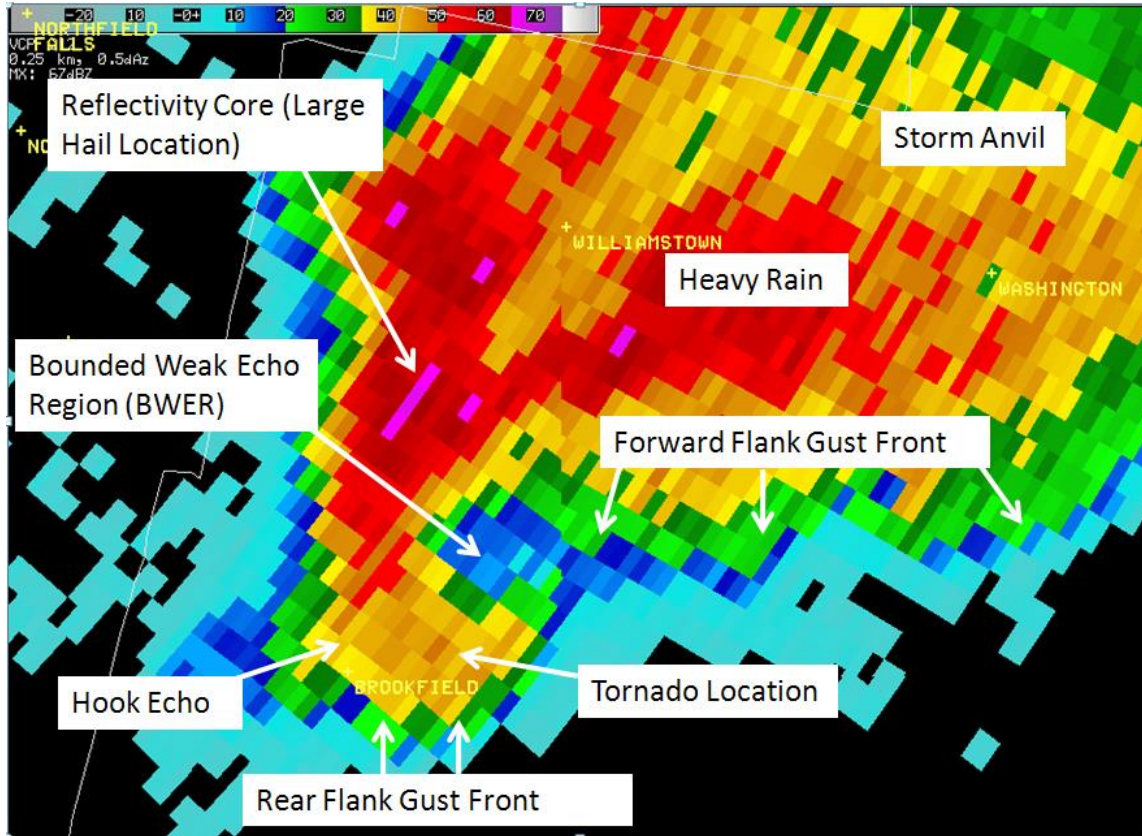 -20 10 -0+ 10 20 30 40 50 60 70
NORTHFIELD
FALLS
VCP
0.25 km, 0.5dAz
MX: 67dBZ
Reflectivity Core (Large
Hail Location)
Storm Anvil
WILLIAMSTOWN
Heavy Rain
WASHINGTON
Bounded Weak Echo
Region (BWER)
Forward Flank Gust Front
Hook Echo
BROOKFIELD
Tornado Location
Rear Flank Gust Front